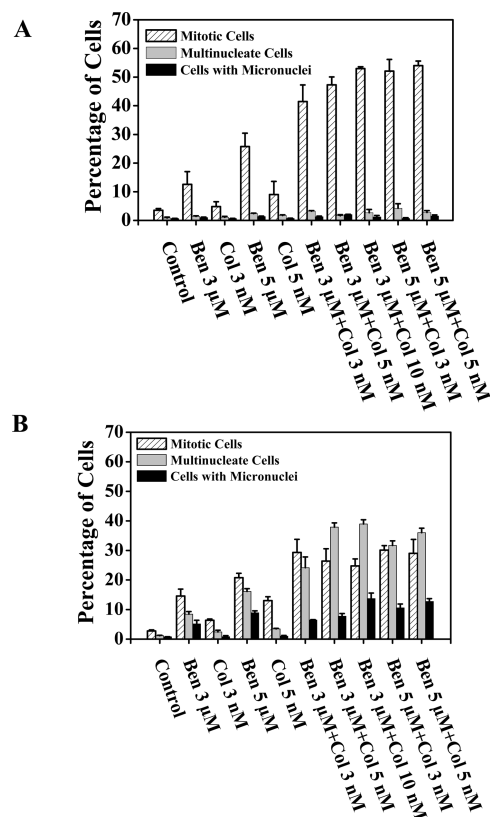 A
Percentage of Cells
70
60
50
40
30
20
10
0
Mitotic Cells
Multinucleate Cells
Cells with Micronuclei
Control
Ben 3 μM
Col 3 nM
Ben 5 μM
Col 5 nM
Ben 3 μM+Col 3 nM
Ben 3 μM+Col 5 nM
Ben 3 μM+Col 10 nM
Ben 5 μM+Col 3 nM
Ben 5 μM+Col 5 nM
B
Percentage of Cells
70
60
50
40
30
20
10
0
Mitotic Cells
Multinucleate Cells
Cells with Micronuclei
Control
Ben 3 μM
Col 3 nM
Ben 5 μM
Col 5 nM
Ben 3 μM+Col 3 nM
Ben 3 μM+Col 5 nM
Ben 3 μM+Col 10 nM
Ben 5 μM+Col 3 nM
Ben 5 μM+Col 5 nM